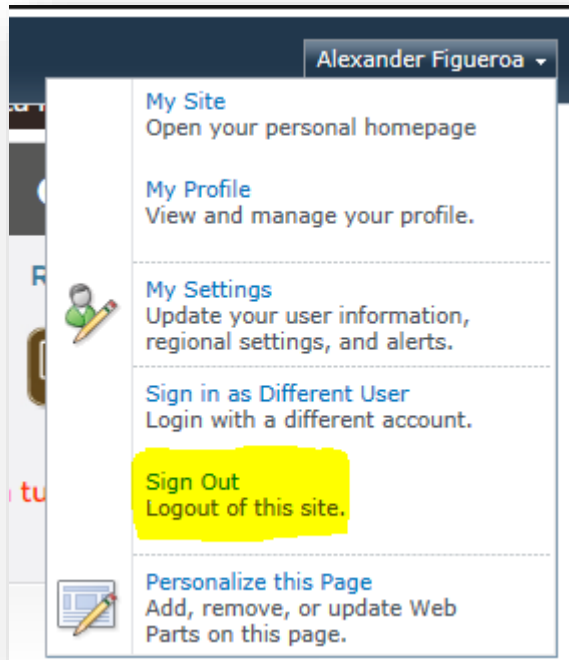 Alexander Figueroa
My Site
Open your personal homepage
My Profile
View and manage your profile.
R
My Settings
Update your user information,
regional settings, and alerts.
Sign in as Different User
Login with a different account.
tu
Sign Out
Logout of this site.
Personalize this Page
Add, remove, or update Web
Parts on this page.